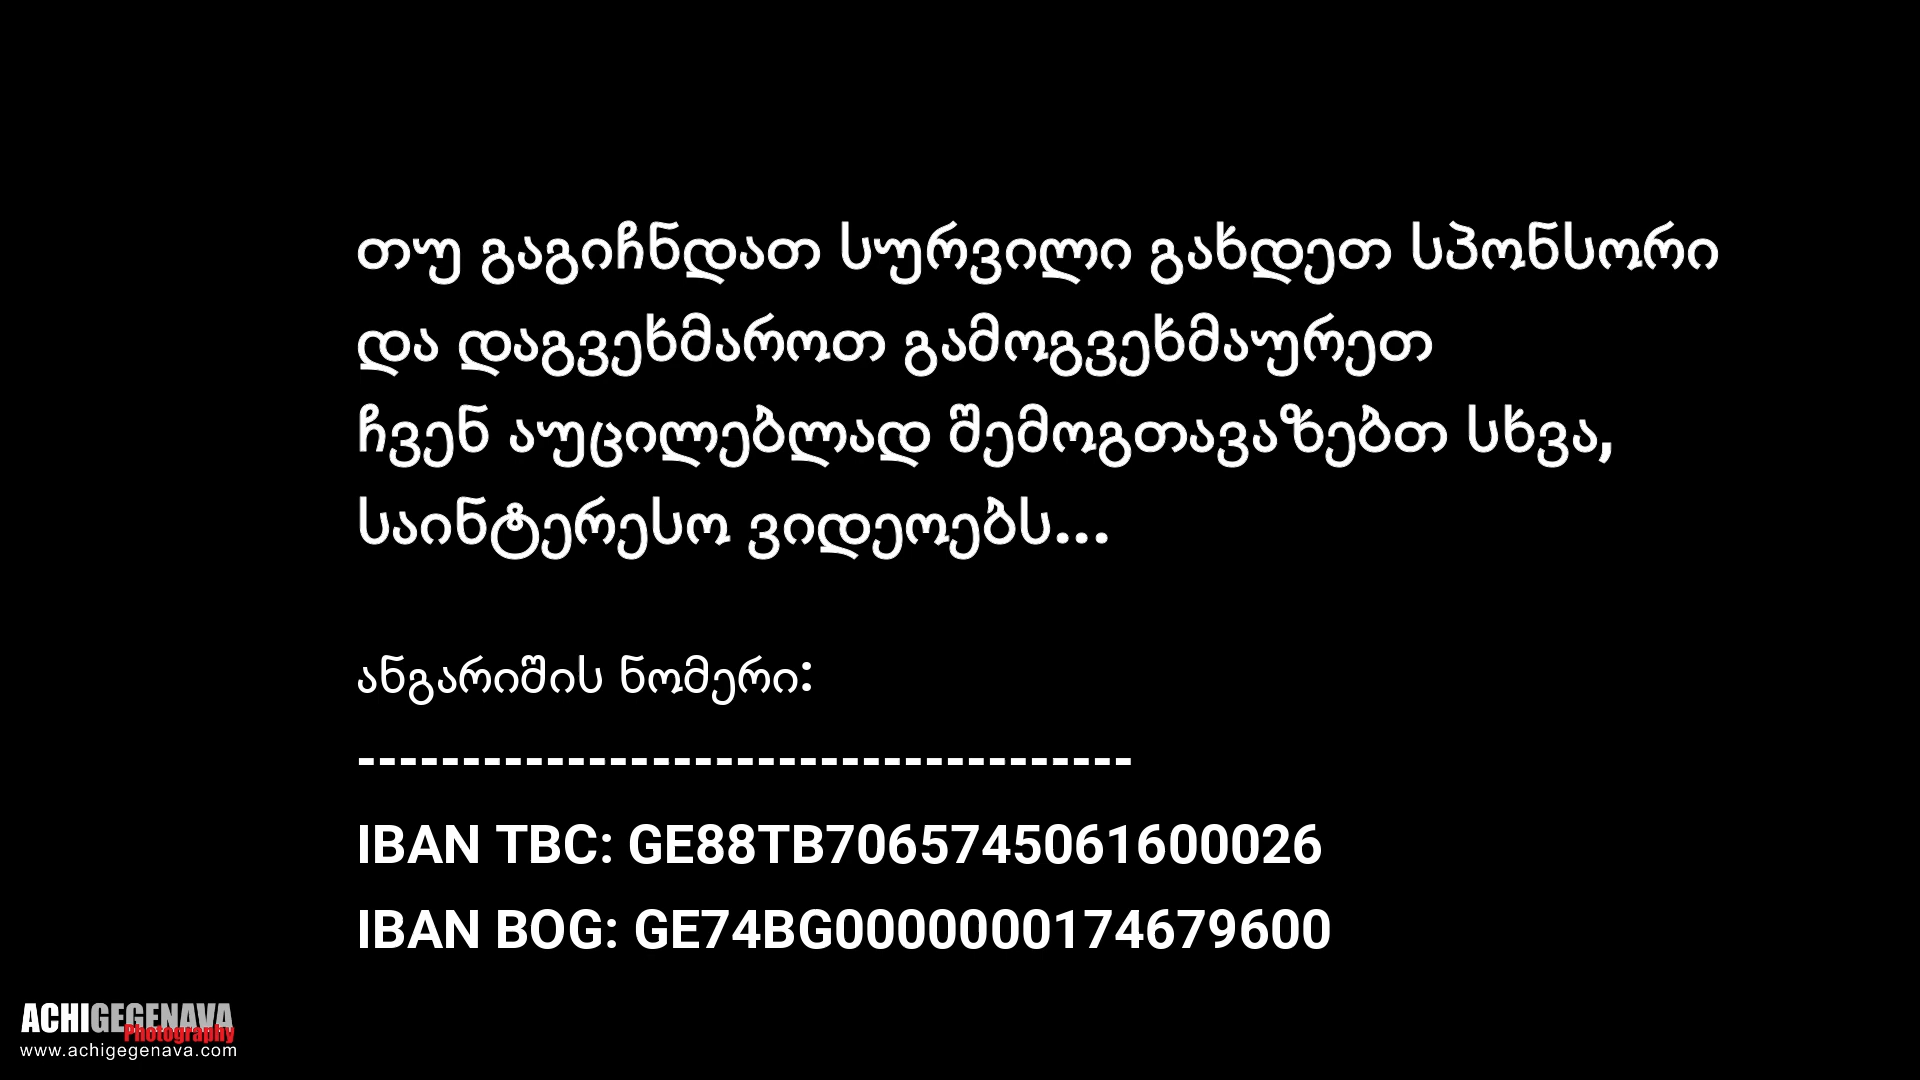 თუ გაგიჩნდათ სურვილი გახდეთ სპონსორი
და დაგვეხმაროთ გამოგვეხმაურეთ
ჩვენ აუცილებლად შემოგთავაზებთ სხვა,
საინტერესო ვიდეოებს...
ანგარიშის ნომერი:
-------------------------------------
IBAN TBC: GE88TB7065745061600026
IBAN BOG: GE74BG0000000174679600
ACHIGEGENAVA
Photography
www.achigegenava.com